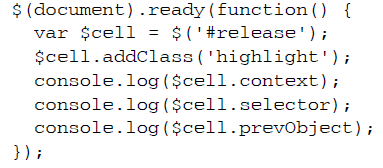 $(document).ready(function() {
  var $cell = $('#release');
  $cell.addClass('highlight');
  console.log($cell.context);
  console.log($cell.selector);
  console.log($cell.prevObject);
});